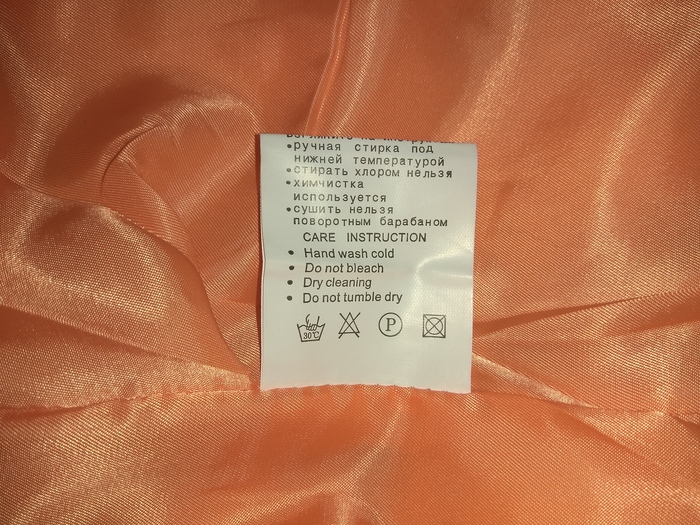 •ручная стирка под
нижней температурой
•стирать хлором нельзя
•химчистка
используется
•сушить нельзя
поворотным барабаном
CARE INSTRUCTION
• Hand wash cold
• Do not bleach
• Dry cleaning
• Do not tumble dry
30°C P